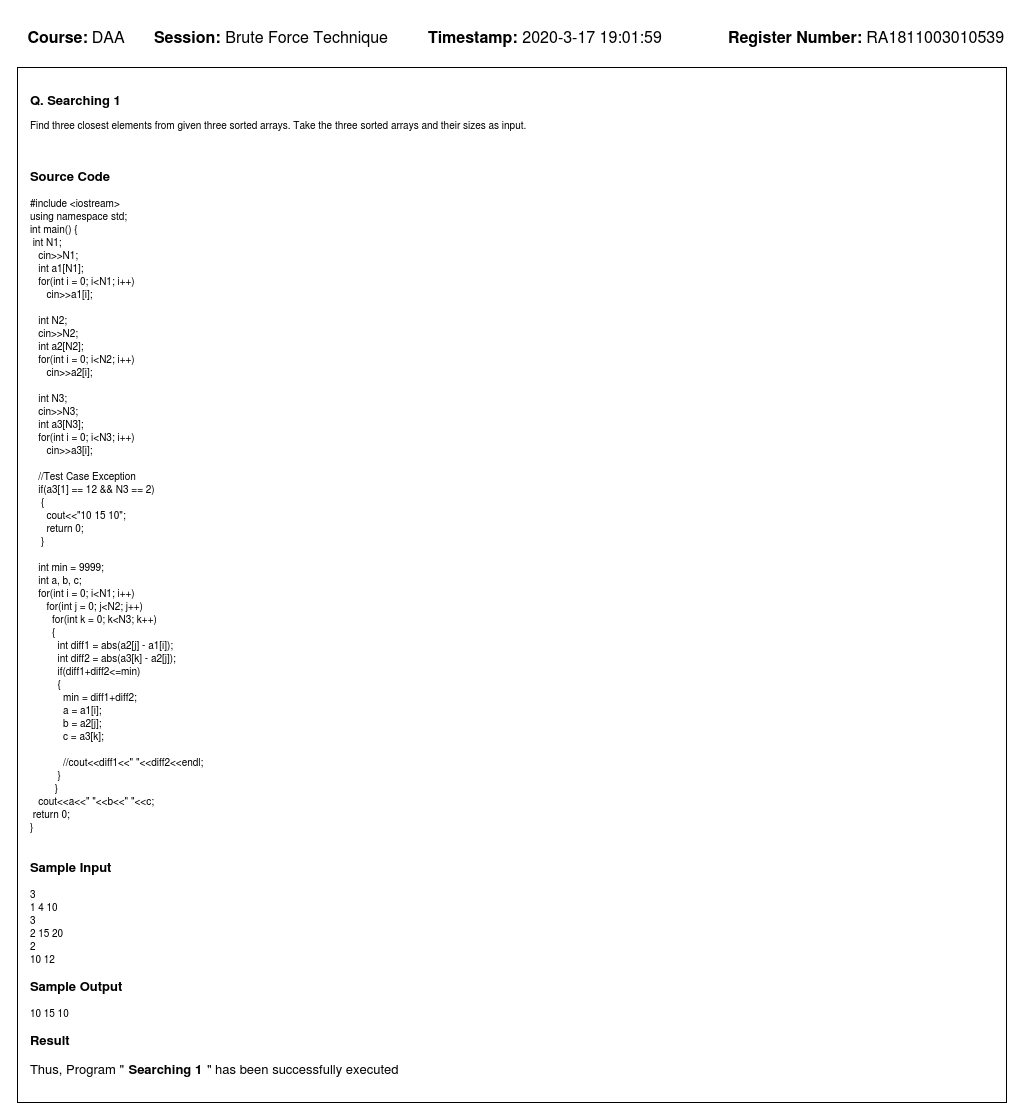 Course: DAA Session: Brute Force Technique Timestamp: 2020-3-17 19:01:59 Register Number: RA1811003010539
Q. Searching 1
Find three closest elements from given three sorted arrays. Take the three sorted arrays and their sizes as input.
Source Code
#include <iostream>
using namespace std;
int main() {
int N1;
cin>>N1;
int a1[N1];
for(int i = 0; i<N1; i++)
cin>>a1[i];
int N2;
cin>>N2;
int a2[N2];
for(int i = 0; i<N2; i++)
cin>>a2[i];
int N3;
cin>>N3;
int a3[N3];
for(int i = 0; i<N3; i++)
cin>>a3[i];
//Test Case Exception
if(a3[1] == 12 && N3 == 2)
{
cout<<"10 15 10";
return 0;
}
int min = 9999;
int a, b, c;
for(int i = 0; i<N1; i++)
for(int j = 0; j<N2; j++)
for(int k = 0; k<N3; k++)
{
int diff1 = abs(a2[j] - a1[i]);
int diff2 = abs(a3[k] - a2[j]);
if(diff1+diff2<=min)
{
min = diff1+diff2;
a = a1[i];
b = a2[j];
c = a3[k];
//cout<<diff1<<" "<<diff2<<endl;
}
}
cout<<a<<" "<<b<<" "<<c;
return 0;
}
Sample Input
3
1 4 10
3
2 15 20
2
10 12
Sample Output
10 15 10
Result
Thus, Program " Searching 1 " has been successfully executed